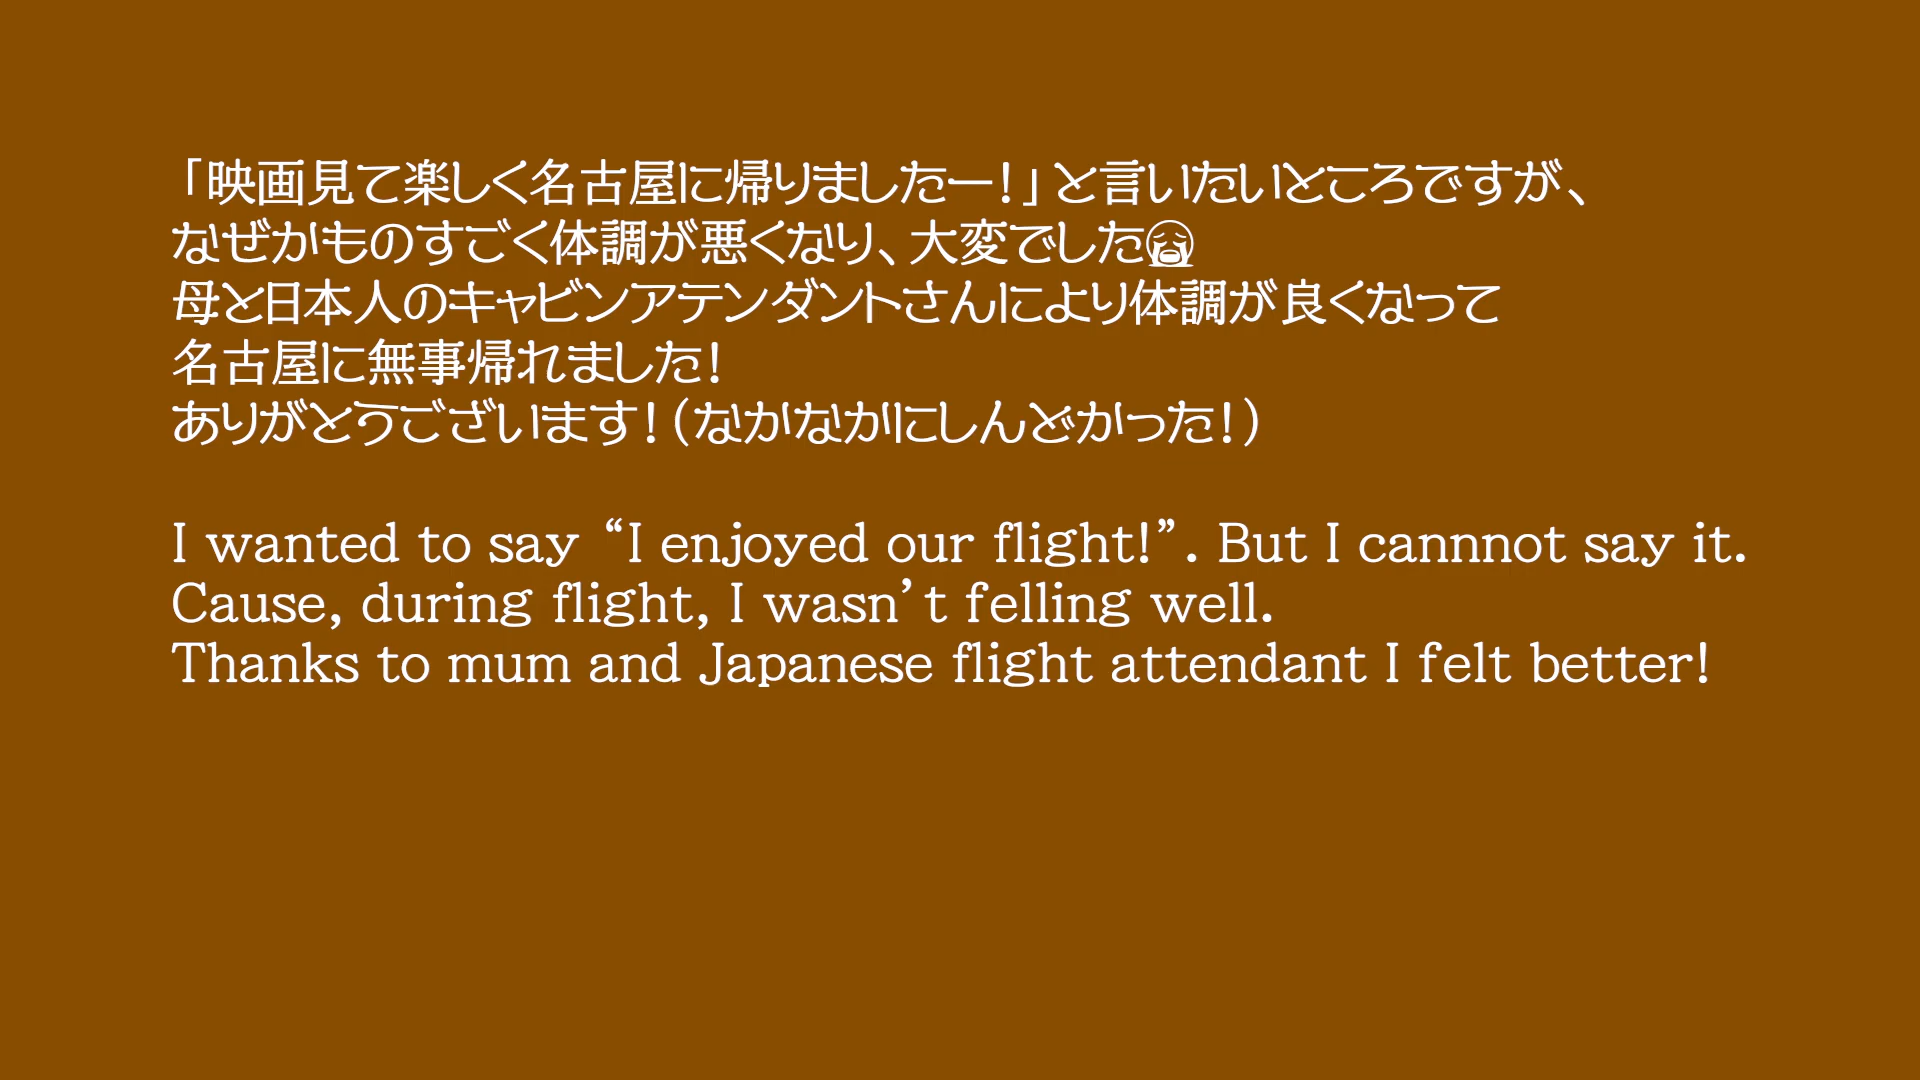 「映画見て楽しく名古屋に帰りましたー！」と言いたいところですが、
なぜかものすごく体調が悪くなり、大変でした😭
母と日本人のキャビンアテンダントさんにより体調が良くなって
名古屋に無事帰れました！
ありがとうございます！（なかなかにしんどかった！）
I wanted to say “I enjoyed our flight!”. But I cannnot say it.
Cause, during flight, I wasn’t felling well.
Thanks to mum and Japanese flight attendant I felt better!